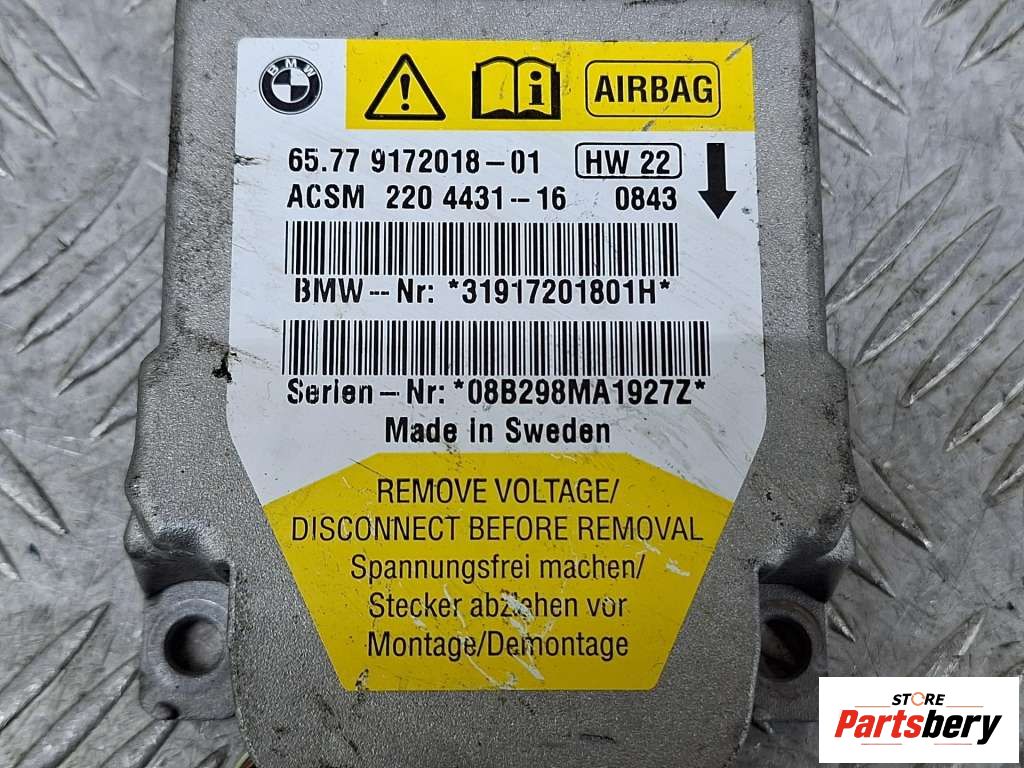 BMW
AIRBAG
65.77 9172018-01 HW 22
ACSM 220 4431--16 0843
BMW--Nr: *31917201801H*
Serien-Nr: *08B298MA1927Z*
Made in Sweden
REMOVE VOLTAGE/
DISCONNECT BEFORE REMOVAL
Spannungsfrei machen/
Stecker abziehen vor
Montage/Demontage
STORE
Partsbery